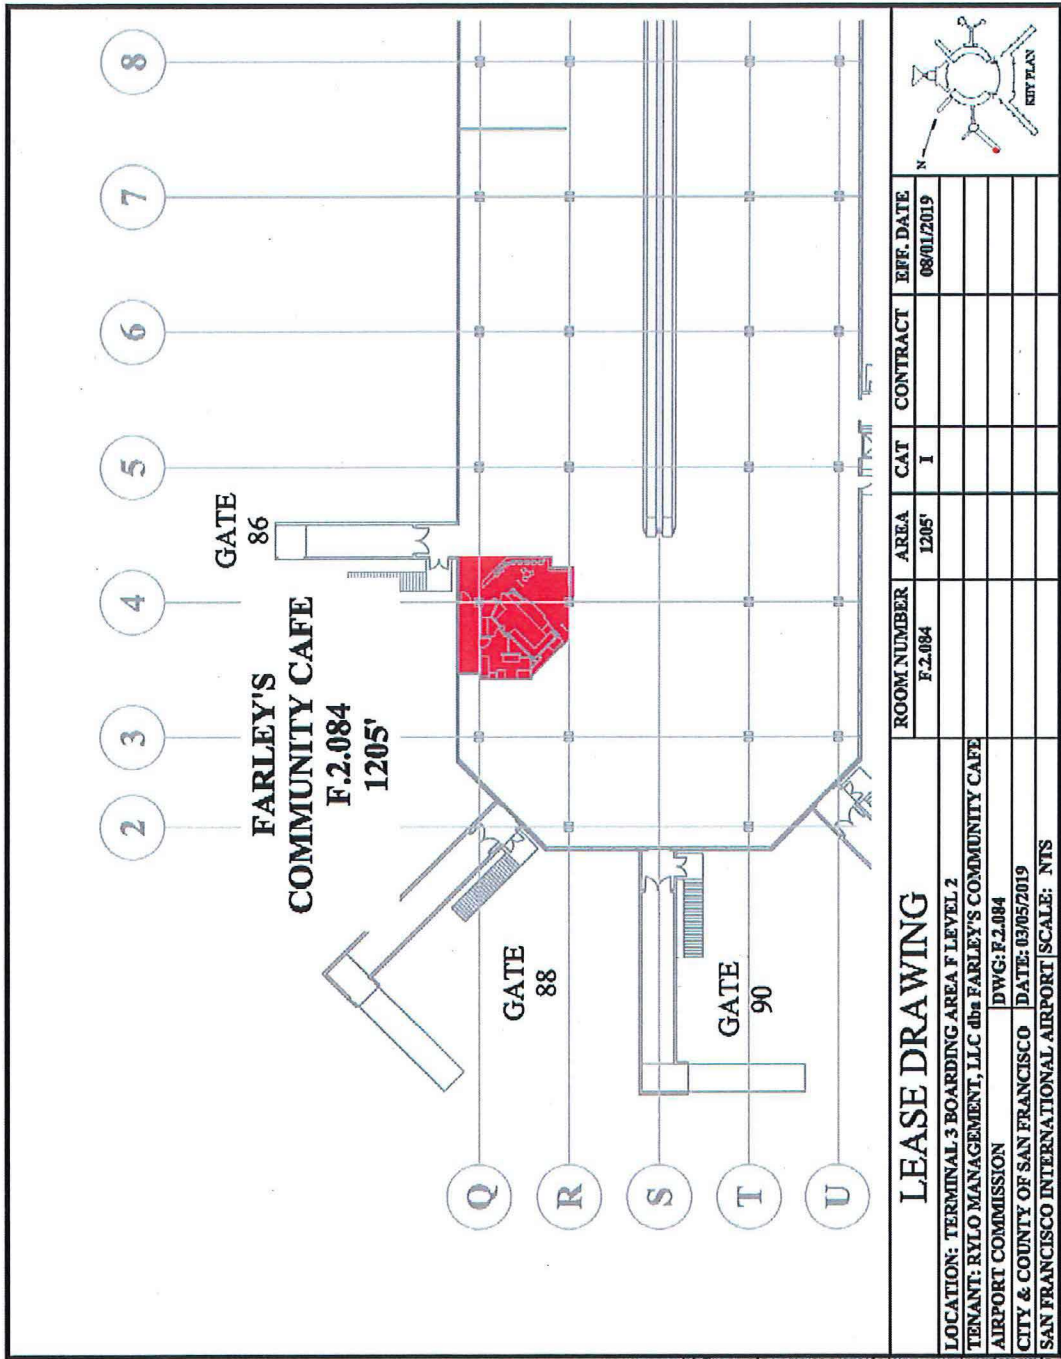 8
7
6
5
4
3
2
GATE
86
FARLEY'S
COMMUNITY CAFE
F.2.084
1205'
GATE
88
GATE
90
Q
R
S
T
U
LEASE DRAWING
LOCATION: TERMINAL 3 BOARDING AREA F LEVEL 2
TENANT: RYLO MANAGEMENT, LLC dba FARLEY'S COMMUNITY CAFE
AIRPORT COMMISSION DWG: F.2.084
CITY & COUNTY OF SAN FRANCISCO DATE: 03/05/2019
SAN FRANCISCO INTERNATIONAL AIRPORT SCALE: NTS
ROOM NUMBER AREA CAT CONTRACT EFF. DATE
F.2.084 1205' I 08/01/2019
N
KEY PLAN